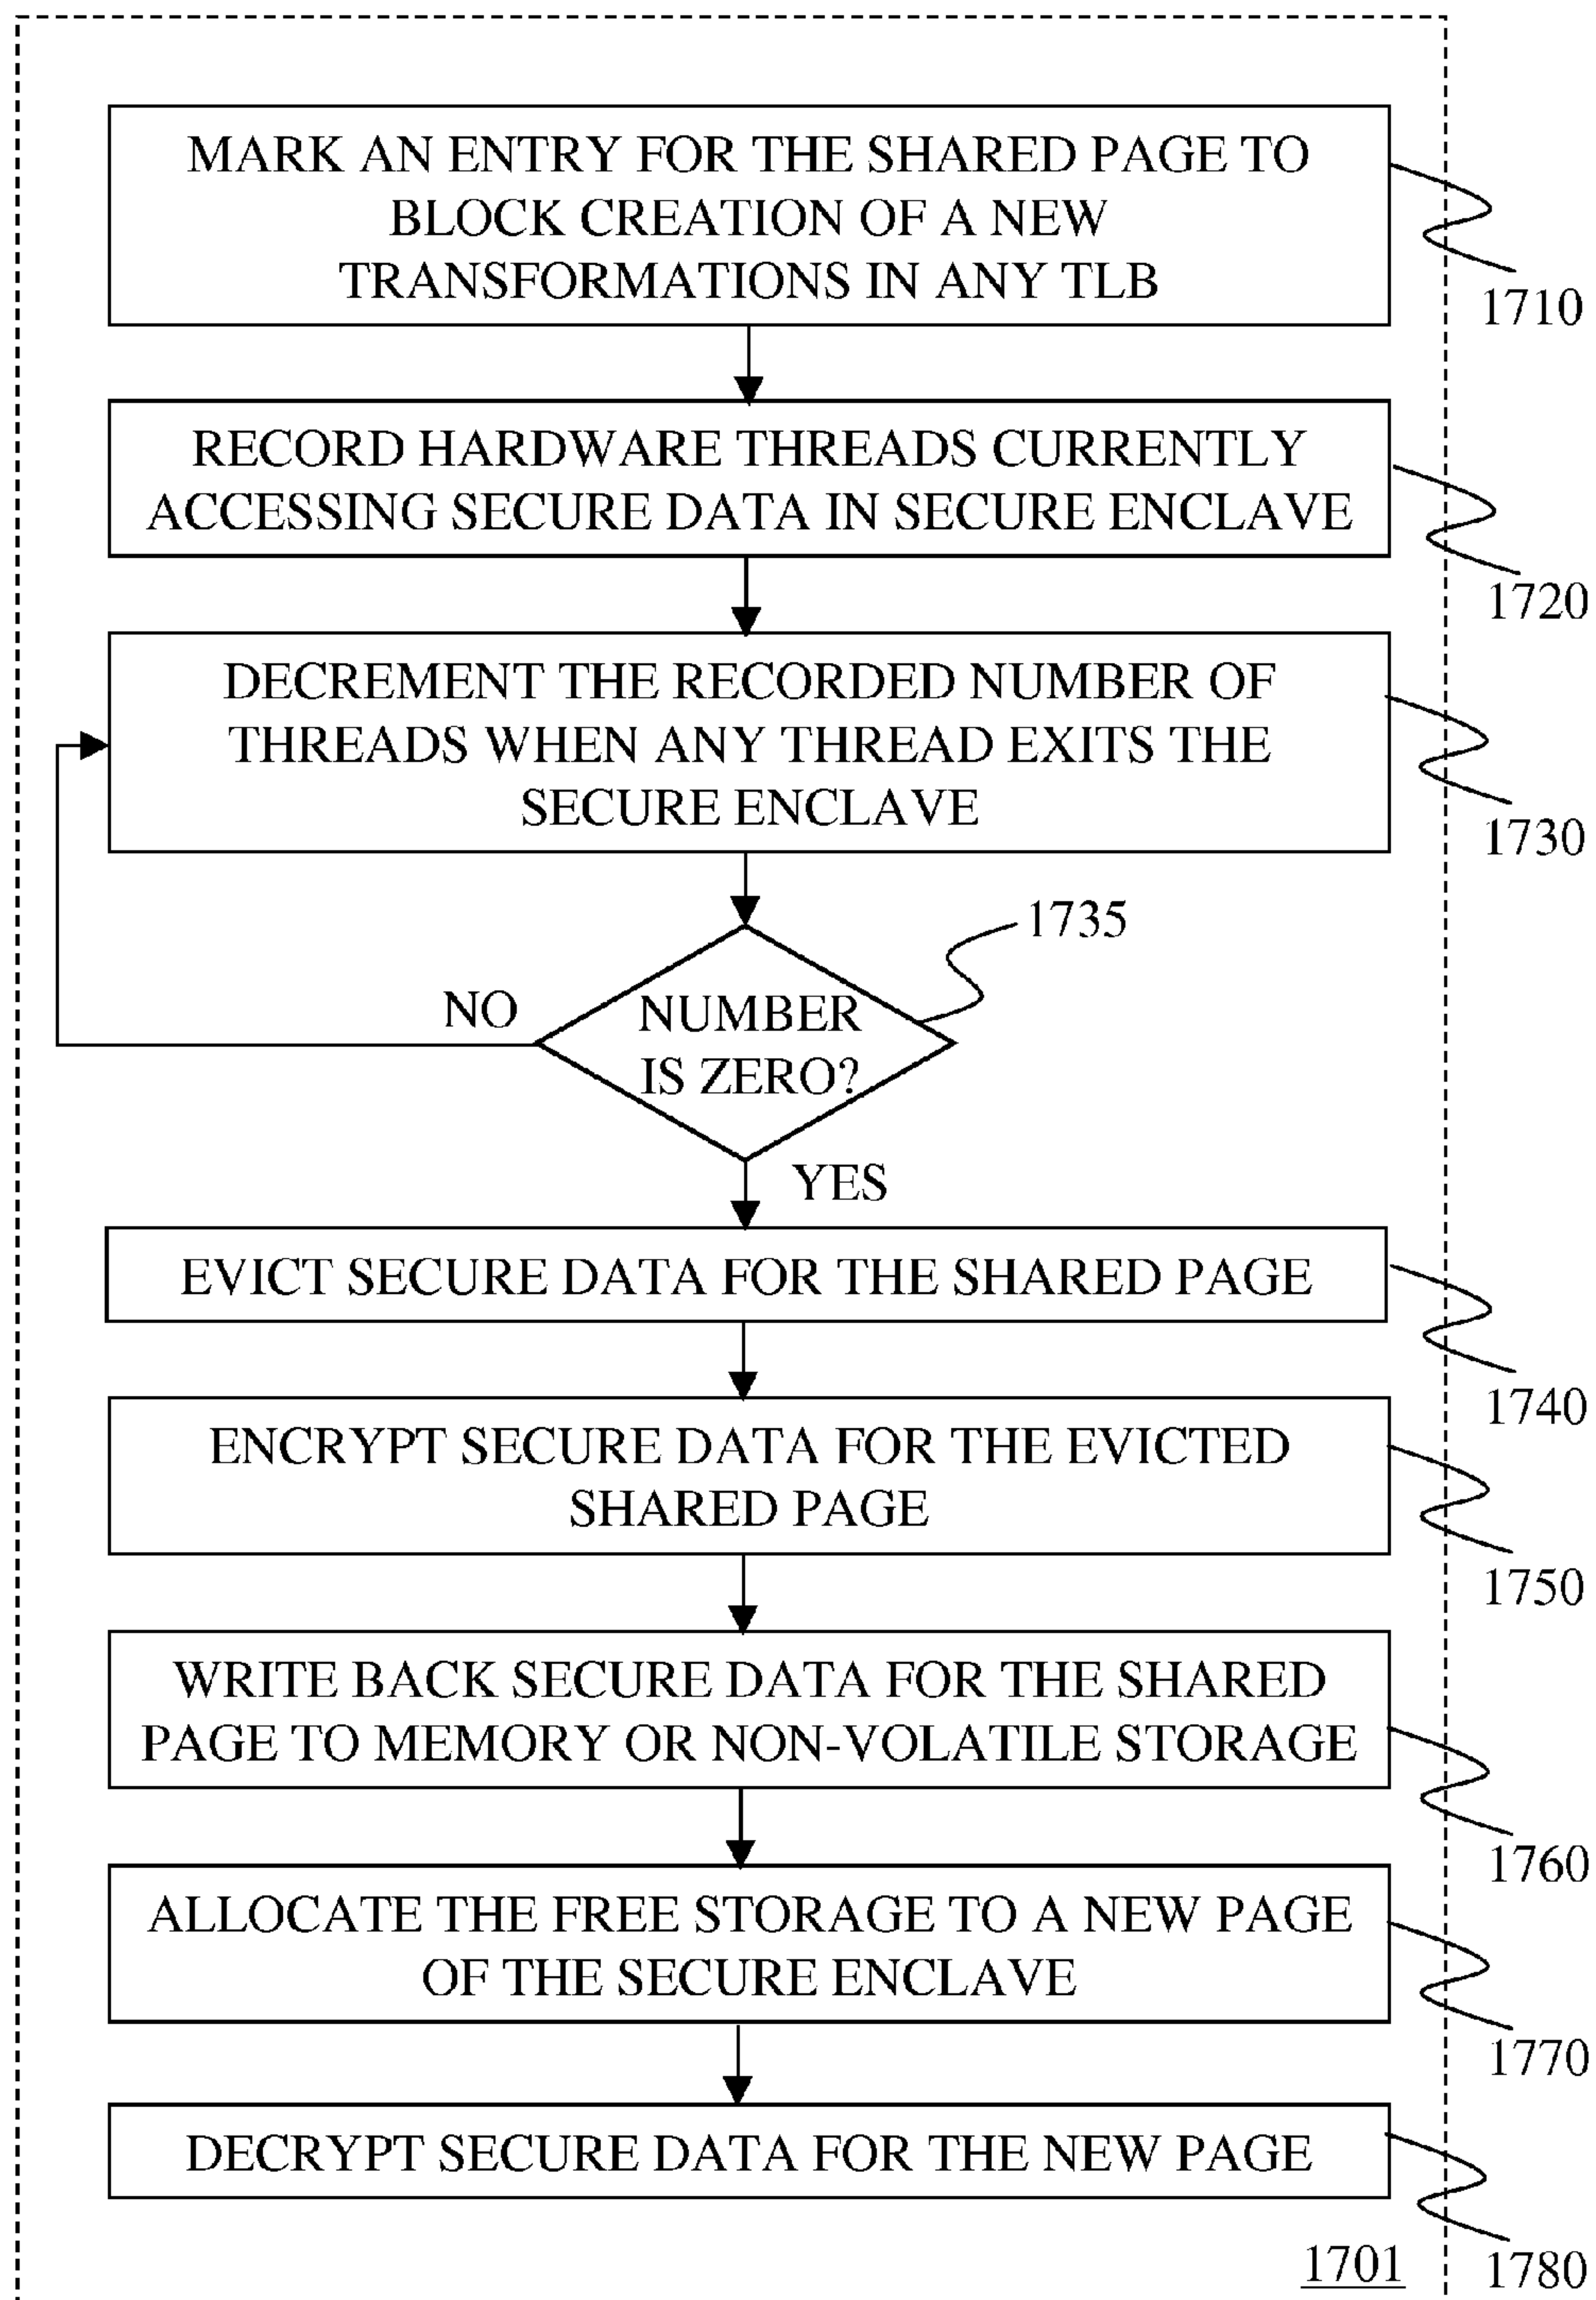 MARK AN ENTRY FOR THE SHARED PAGE TO
BLOCK CREATION OF A NEW
TRANSFORMATIONS IN ANY TLB
1710
RECORD HARDWARE THREADS CURRENTLY
ACCESSING SECURE DATA IN SECURE ENCLAVE
1720
DECREMENT THE RECORDED NUMBER OF
THREADS WHEN ANY THREAD EXITS THE
SECURE ENCLAVE
1730
1735
NO
NUMBER
IS ZERO?
YES
EVICT SECURE DATA FOR THE SHARED PAGE
1740
ENCRYPT SECURE DATA FOR THE EVICTED
SHARED PAGE
1750
WRITE BACK SECURE DATA FOR THE SHARED
PAGE TO MEMORY OR NON-VOLATILE STORAGE
1760
ALLOCATE THE FREE STORAGE TO A NEW PAGE
OF THE SECURE ENCLAVE
1770
DECRYPT SECURE DATA FOR THE NEW PAGE
1780
1701